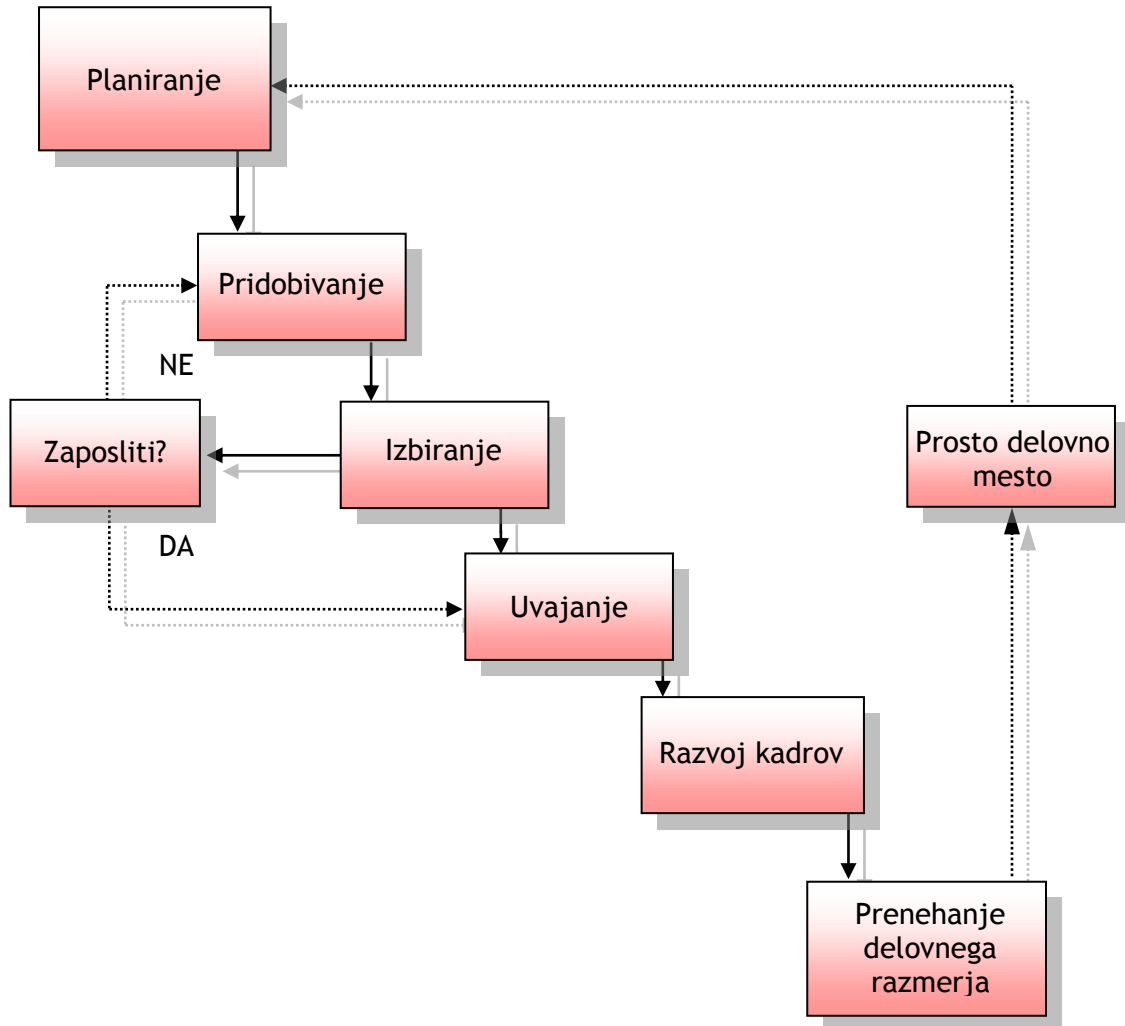 Planiranje
Pridobivanje
NE
Zaposliti?
Izbiranje
Prosto delovno
mesto
DA
Uvajanje
Razvoj kadrov
Prenehanje
delovnega
razmerja